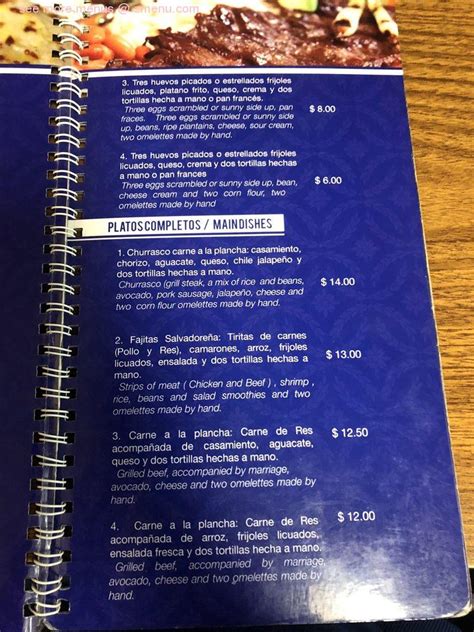 see more menus @ menu.com
3. Tres huevos picados o estrellados frijoles
licuados, platano frito, queso, crema y dos
tortillas hecha a mano o pan francés.
Three eggs scrambled or sunny side up, pan
fraces. Three eggs scrambled or sunny side
up, beans, ripe plantains, cheese, sour cream,
two omelettes made by hand.
$ 8.00
4. Tres huevos picados o estrellados frijoles
licuados, queso, crema y dos tortillas hechas
a mano o pan frances
Three eggs scrambled or sunny side up, bean,
cheese cream and two corn flour, two
omelettes made by hand
$ 6.00
PLATOS COMPLETOS / MAIN DISHES
1. Churrasco carne a la plancha: casamiento,
chorizo, aguacate, queso, chile jalapeño y
dos tortillas hechas a mano.
Churrasco (grill steak, a mix of rice and beans,
avocado, pork sausage, jalapeño, cheese and
two corn flour omelettes made by hand.
$ 14.00
2. Fajitas Salvadoreña: Tiritas de carnes
(Pollo y Res), camarones, arroz, frijoles
licuados, ensalada y dos tortillas hechas a
mano.
Strips of meat ( Chicken and Beef ) , shrimp ,
rice, beans and salad smoothies and two
omelettes made by hand.
$ 13.00
3. Carne a la plancha: Carne de Res
acompañada de casamiento, aguacate,
queso y dos tortillas hechas a mano.
Grilled beef, accompanied by marriage,
avocado, cheese and two omelettes made by
hand.
$ 12.50
4. Carne a la plancha: Carne de Res
acompañada de arroz, frijoles licuados,
ensalada fresca y dos tortillas hecha a mano.
Grilled beef, accompanied by marriage,
avocado, cheese and two omelettes made by
hand.
$ 12.00